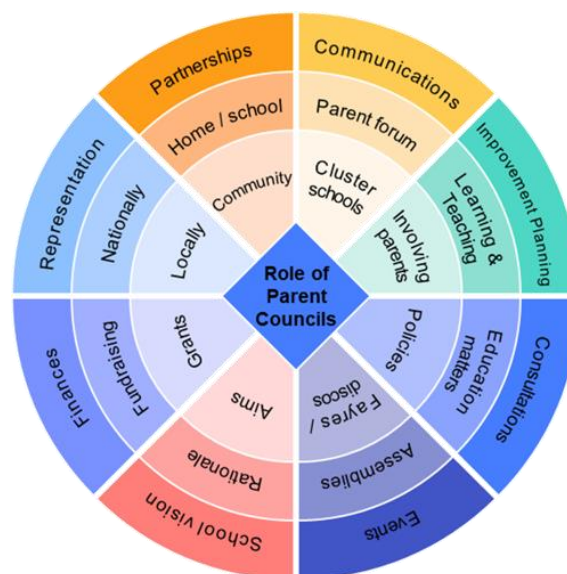 Partnerships
Home / school
Community
Communications
Parent forum
Cluster
schools
Improvement Planning
Learning &
Teaching
Involving
parents
Consultations
Education
matters
Policies
Events
Assemblies
Fayres /
discos
School vision
Rationale
Aims
Finances
Fundraising
Grants
Representation
Nationally
Locally
Role of
Parent
Councils